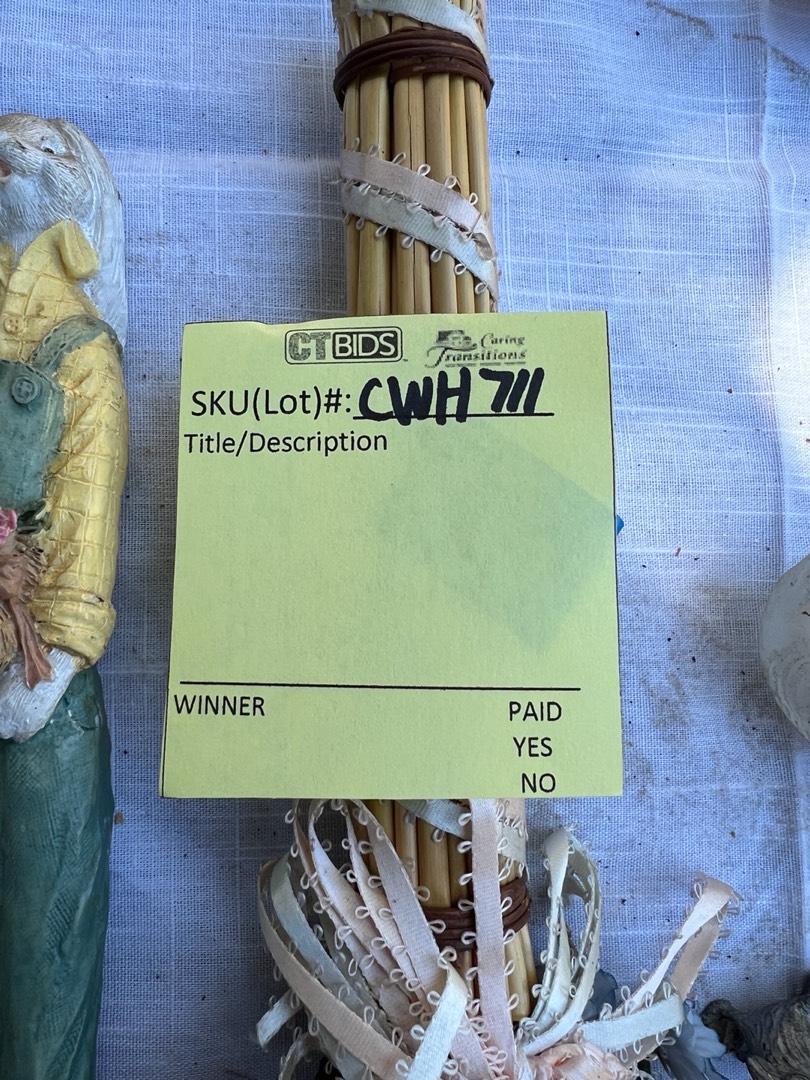 CTBIDS
Caring
Transitions
SKU(Lot)#: CWH 711
Title/Description
WINNER
PAID
YES
NO